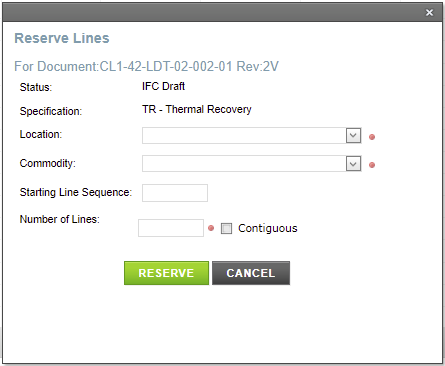 Reserve Lines
For Document:CL1-42-LDT-02-002-01 Rev:2V
Status: IFC Draft
Specification: TR - Thermal Recovery
Location:
Commodity:
Starting Line Sequence:
Number of Lines: Contiguous
RESERVE CANCEL